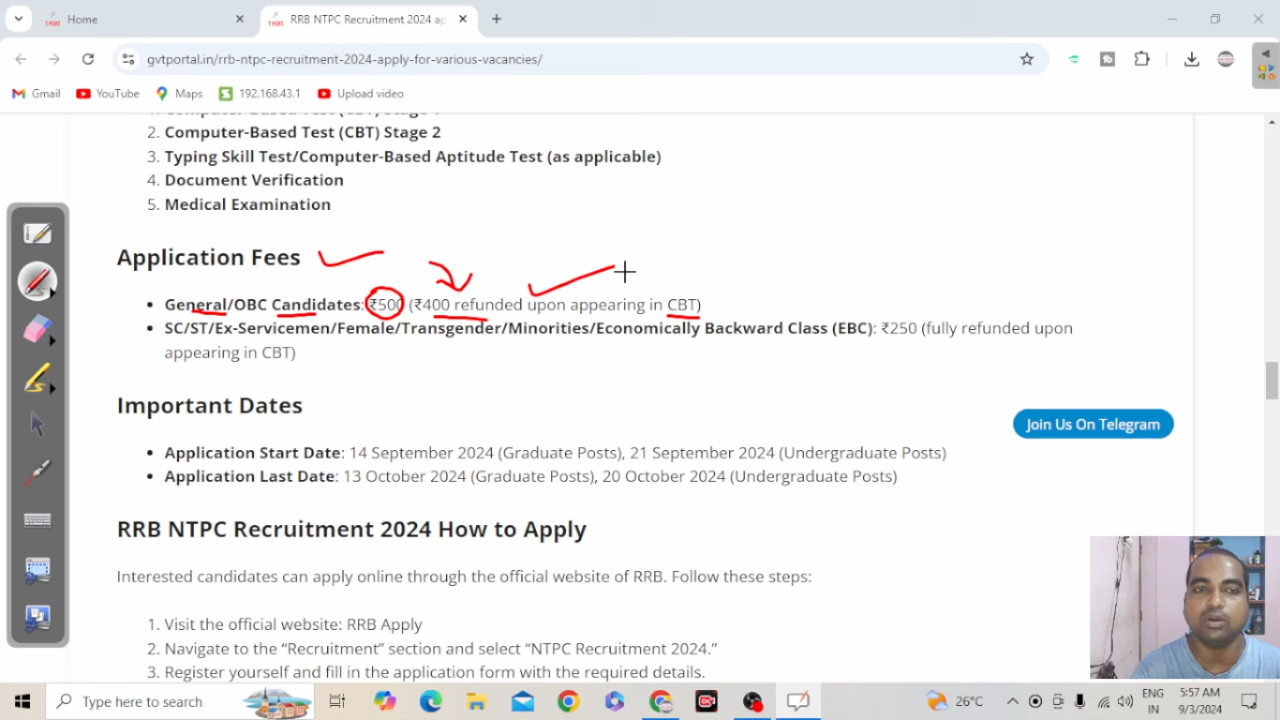 Home
RRB NTPC Recruitment 2024 ap
gvtportal.in/rrb-ntpc-recruitment-2024-apply-for-various-vacancies/
Gmail
YouTube
Maps
192.168.43.1
Upload video
2. Computer-Based Test (CBT) Stage 2
3. Typing Skill Test/Computer-Based Aptitude Test (as applicable)
4. Document Verification
5. Medical Examination
Application Fees
General/OBC Candidates: ₹500 (₹400 refunded upon appearing in CBT)
SC/ST/Ex-Servicemen/Female/Transgender/Minorities/Economically Backward Class (EBC): ₹250 (fully refunded upon
appearing in CBT)
Important Dates
Join Us On Telegram
Application Start Date: 14 September 2024 (Graduate Posts), 21 September 2024 (Undergraduate Posts)
Application Last Date: 13 October 2024 (Graduate Posts), 20 October 2024 (Undergraduate Posts)
RRB NTPC Recruitment 2024 How to Apply
Interested candidates can apply online through the official website of RRB. Follow these steps:
1. Visit the official website: RRB Apply
2. Navigate to the “Recruitment” section and select “NTPC Recruitment 2024.”
3. Register yourself and fill in the application form with the required details.
Type here to search
26°C
ENG
IN
5:57 AM
9/3/2024